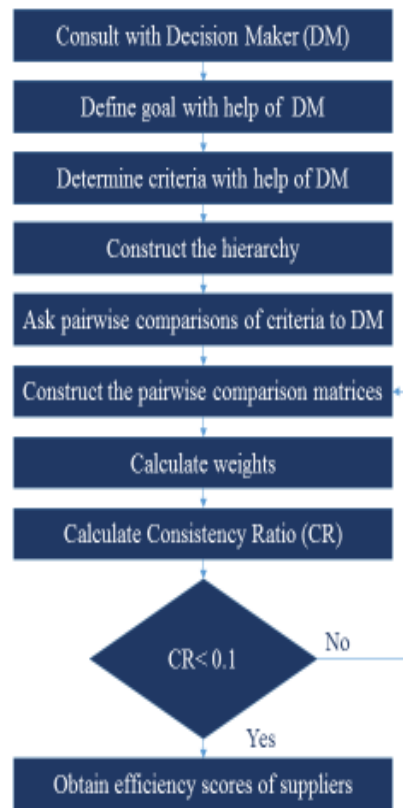 Consult with Decision Maker (DM)
Define goal with help of DM
Determine criteria with help of DM
Construct the hierarchy
Ask pairwise comparisons of criteria to DM
Construct the pairwise comparison matrices
Calculate weights
Calculate Consistency Ratio (CR)
CR< 0.1
No
Yes
Obtain efficiency scores of suppliers